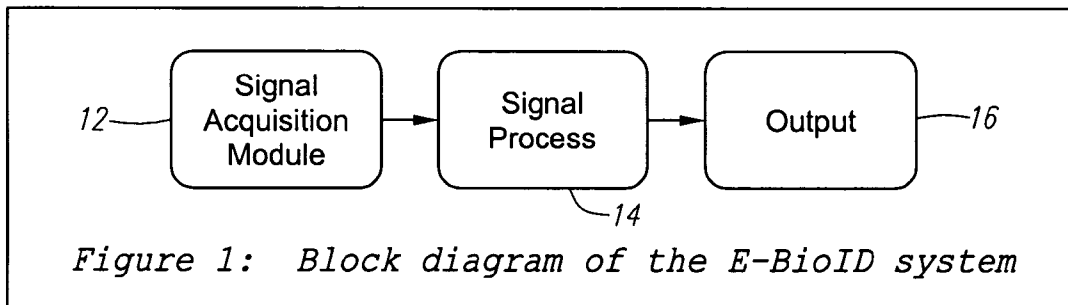 12
Signal
Acquisition
Module
Signal
Process
14
Output
16
Figure 1: Block diagram of the E-BioID system